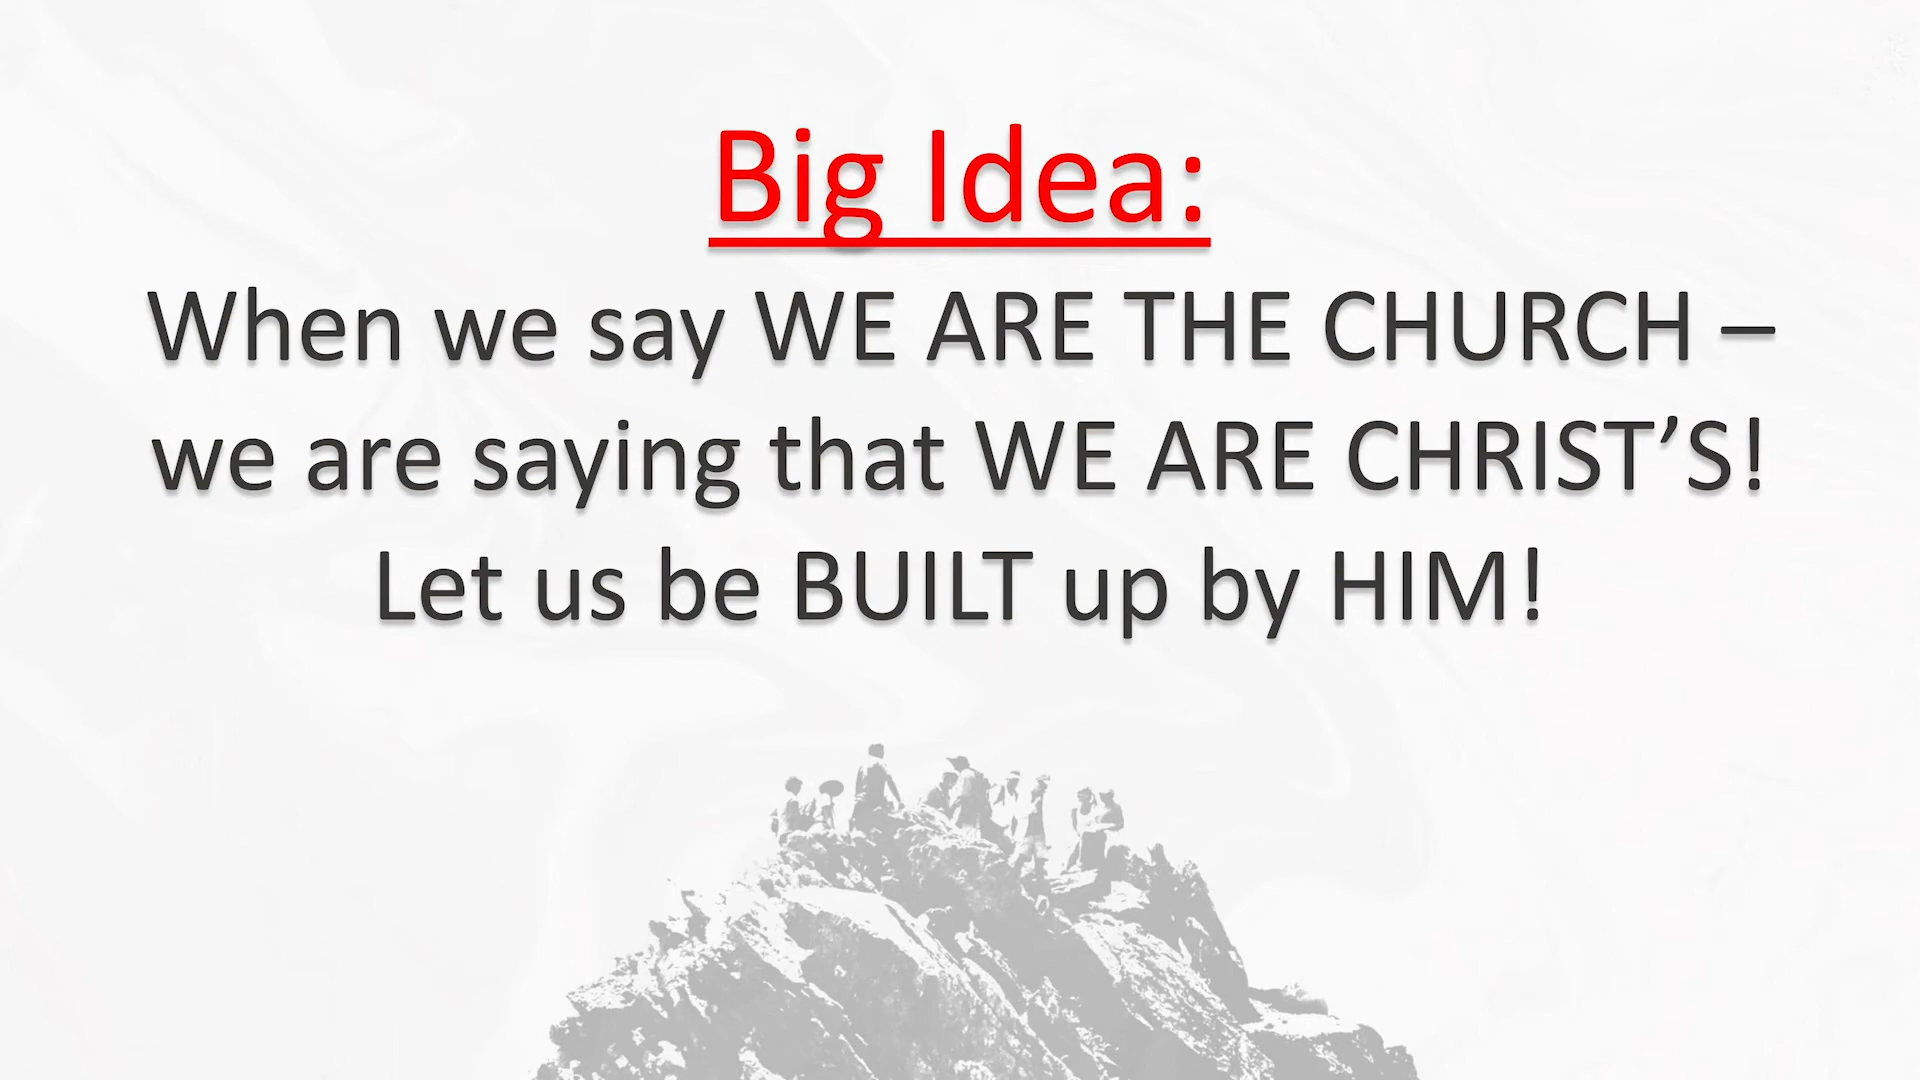 Big Idea:
When we say WE ARE THE CHURCH –
we are saying that WE ARE CHRIST’S!
Let us be BUILT up by HIM!